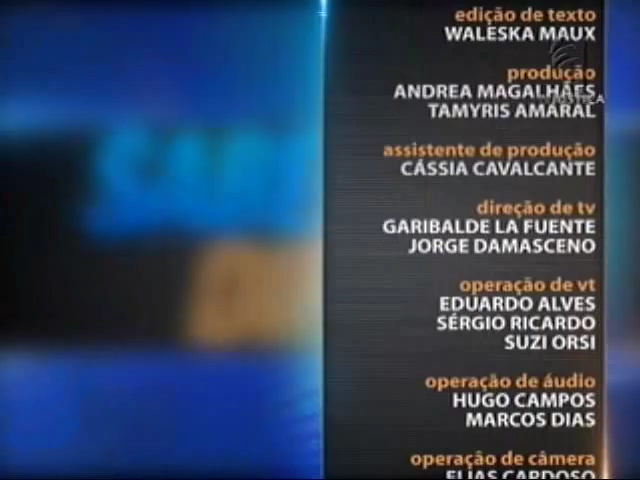 edição de texto
WALESKA MAUX
produção
ANDREA MAGALHÃES
TAMYRIS AMARAL
assistente de produção
CÁSSIA CAVALCANTE
direção de tv
GARIBALDE LA FUENTE
JORGE DAMASCENO
operação de vt
EDUARDO ALVES
SÉRGIO RICARDO
SUZI ORSI
operação de áudio
HUGO CAMPOS
MARCOS DIAS
operação de câmera
ELIAS CARDOSO